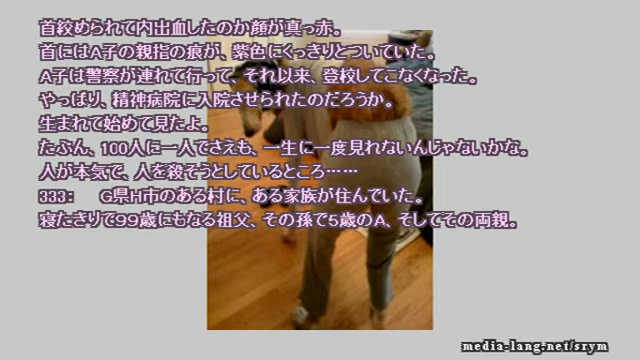 首絞められて内出血したのか顔が真っ赤。
首にはA子の親指の痕が、紫色にくっきりとついていた。
A子は警察が連れて行って、それ以来、登校してこなくなった。
やっぱり、精神病院に入院させられたのだろうか。
生まれて始めて見たよ。
たぶん、100人に一人でさえも、一生に一度見れないんじゃないかな。
人が本気で、人を殺そうとしているところ……
333:　G県H市のある村に、ある家族が住んでいた。
寝たきりで99歳にもなる祖父、その孫で5歳のA、そしてその両親。
media-lang-net/srym